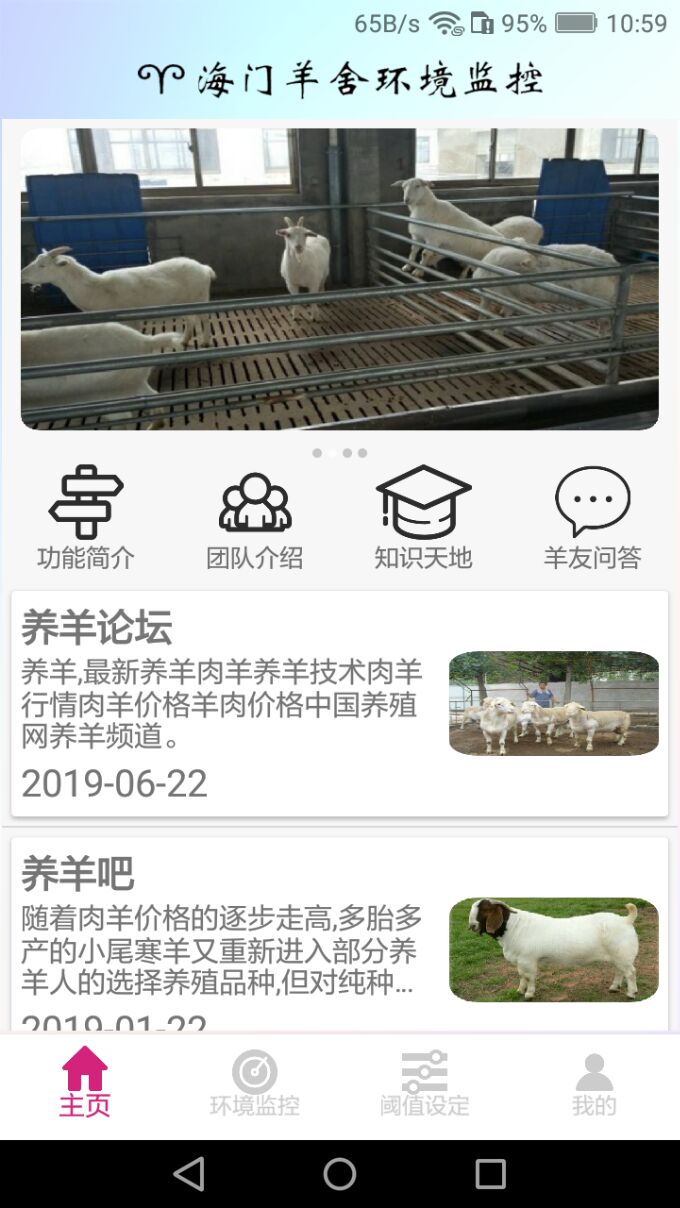 65B/s 95% 10:59
海门羊舍环境监控
功能简介 团队介绍 知识天地 羊友问答
养羊论坛
养羊,最新养羊肉羊养羊技术肉羊
行情肉羊价格羊肉价格中国养殖
网养羊频道。
2019-06-22
养羊吧
随着肉羊价格的逐步走高,多胎多
产的小尾寒羊又重新进入部分养
羊人的选择养殖品种,但对纯种...
2019-01-22
主页 环境监控 阈值设定 我的